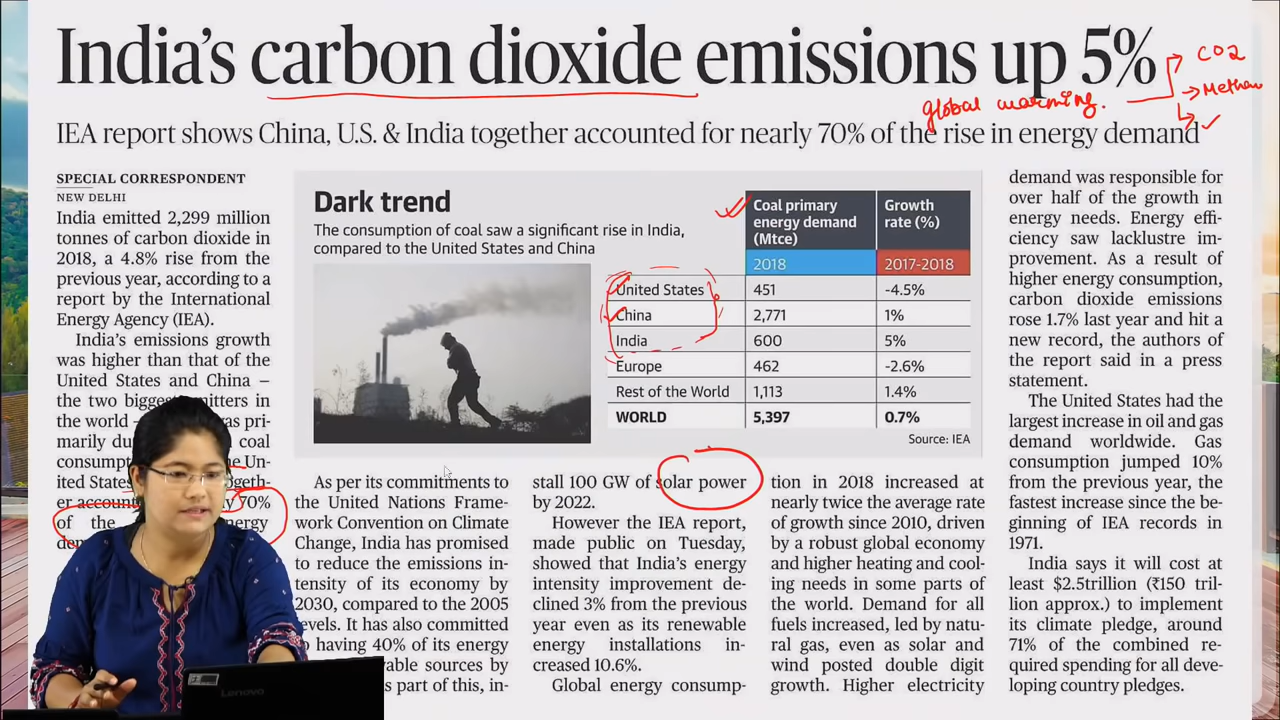 India's carbon dioxide emissions up 5%
CO2
global warming.
Methan
IEA report shows China, U.S. & India together accounted for nearly 70% of the rise in energy demand
SPECIAL CORRESPONDENT
NEW DELHI
India emitted 2,299 million
tonnes of carbon dioxide in
2018, a 4.8% rise from the
previous year, according to a
report by the International
Energy Agency (IEA).
India's emissions growth
was higher than that of the
United States and China –
the two bigg itters in
the world as pri-
marily du coal
consumpt e Un-
ited States ogeth-
er account y 70%
of the nergy
Dark trend
The consumption of coal saw a significant rise in India,
compared to the United States and China
Coal primary energy demand (Mtce) Growth rate (%)
2018 2017-2018
United States 451 -4.5%
China 2,771 1%
India 600 5%
Europe 462 -2.6%
Rest of the World 1,113 1.4%
WORLD 5,397 0.7%
Source: IEA
As per its commitments to
the United Nations Frame-
work Convention on Climate
Change, India has promised
to reduce the emissions in-
tensity of its economy by
2030, compared to the 2005
levels. It has also committed
having 40% of its energy
able sources by
s part of this, in-
stall 100 GW of solar power
by 2022.
However the IEA report,
made public on Tuesday,
showed that India's energy
intensity improvement de-
clined 3% from the previous
year even as its renewable
energy installations in-
creased 10.6%.
Global energy consump-
tion in 2018 increased at
nearly twice the average rate
of growth since 2010, driven
by a robust global economy
and higher heating and cool-
ing needs in some parts of
the world. Demand for all
fuels increased, led by natu-
ral gas, even as solar and
wind posted double digit
growth. Higher electricity
demand was responsible for
over half of the growth in
energy needs. Energy effi-
ciency saw lacklustre im-
provement. As a result of
higher energy consumption,
carbon dioxide emissions
rose 1.7% last year and hit a
new record, the authors of
the report said in a press
statement.
The United States had the
largest increase in oil and gas
demand worldwide. Gas
consumption jumped 10%
from the previous year, the
fastest increase since the be-
ginning of IEA records in
1971.
India says it will cost at
least $2.5trillion (₹150 tril-
lion approx.) to implement
its climate pledge, around
71% of the combined re-
quired spending for all deve-
loping country pledges.
Lenovo